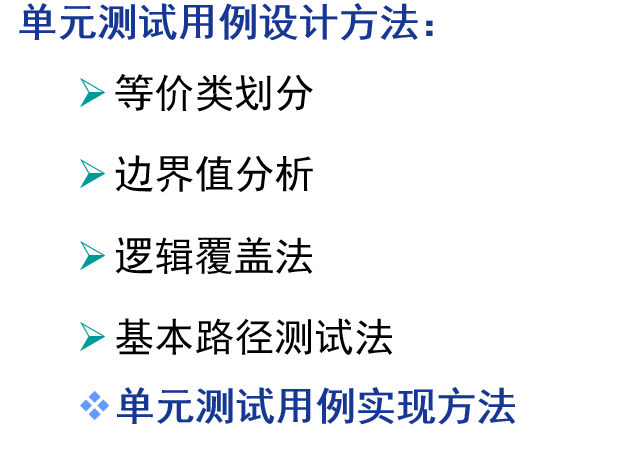 单元测试用例设计方法：
等价类划分
边界值分析
逻辑覆盖法
基本路径测试法
单元测试用例实现方法